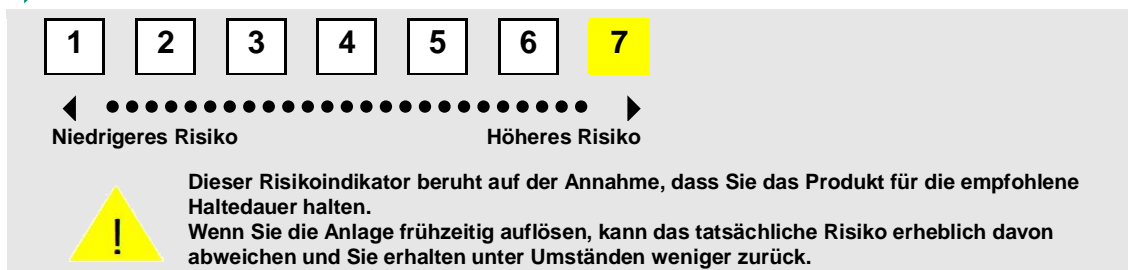 1 2 3 4 5 6 7
Niedrigeres Risiko Höheres Risiko
Dieser Risikoindikator beruht auf der Annahme, dass Sie das Produkt für die empfohlene
Haltedauer halten.
! Wenn Sie die Anlage frühzeitig auflösen, kann das tatsächliche Risiko erheblich davon
abweichen und Sie erhalten unter Umständen weniger zurück.